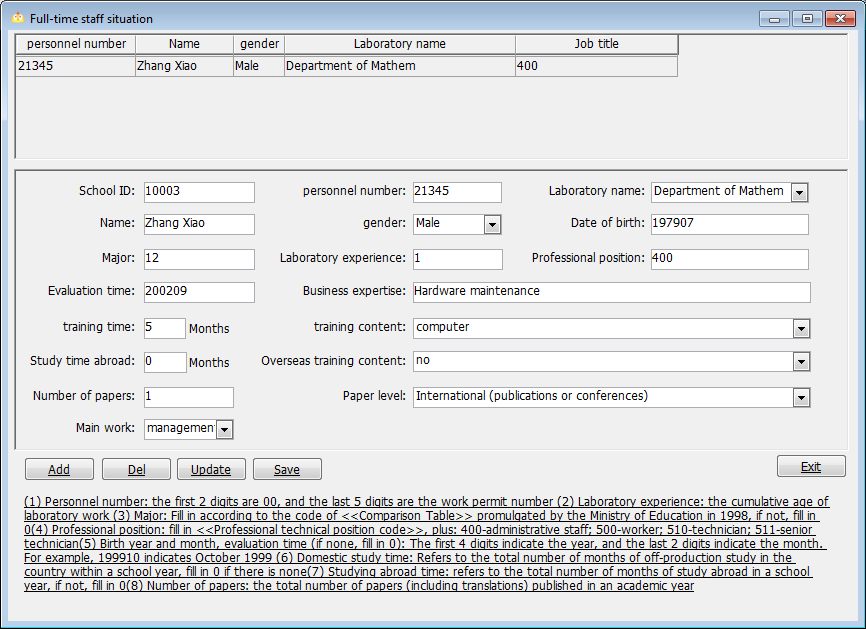 Full-time staff situation
personnel number Name gender Laboratory name Job title
21345 Zhang Xiao Male Department of Mathem 400
School ID: 10003 personnel number: 21345 Laboratory name: Department of Mathem
Name: Zhang Xiao gender: Male Date of birth: 197907
Major: 12 Laboratory experience: 1 Professional position: 400
Evaluation time: 200209 Business expertise: Hardware maintenance
training time: 5 Months training content: computer
Study time abroad: 0 Months Overseas training content: no
Number of papers: 1 Paper level: International (publications or conferences)
Main work: management
Add Del Update Save Exit
(1) Personnel number: the first 2 digits are 00, and the last 5 digits are the work permit number (2) Laboratory experience: the cumulative age of
laboratory work (3) Major: Fill in according to the code of <<Comparison Table>> promulgated by the Ministry of Education in 1998, if not, fill in
0(4) Professional position: fill in <<Professional technical position code>>, plus: 400-administrative staff; 500-worker; 510-technician; 511-senior
technician(5) Birth year and month, evaluation time (if none, fill in 0): The first 4 digits indicate the year, and the last 2 digits indicate the month.
For example, 199910 indicates October 1999 (6) Domestic study time: Refers to the total number of months of off-production study in the
country within a school year, fill in 0 if there is none(7) Studying abroad time: refers to the total number of months of study abroad in a school
year, if not, fill in 0(8) Number of papers: the total number of papers (including translations) published in an academic year